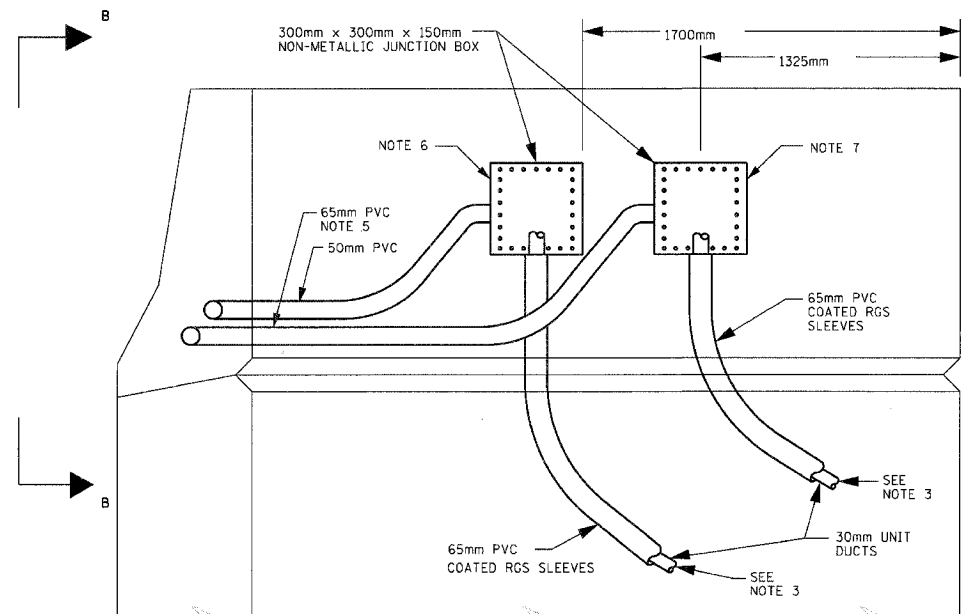 B
300mm x 300mm x 150mm
NON-METALLIC JUNCTION BOX
1700mm
1325mm
NOTE 6
NOTE 7
65mm PVC
NOTE 5
50mm PVC
65mm PVC
COATED RGS
SLEEVES
B
SEE
NOTE 3
65mm PVC
COATED RGS SLEEVES
30mm UNIT
DUCTS
SEE
NOTE 3